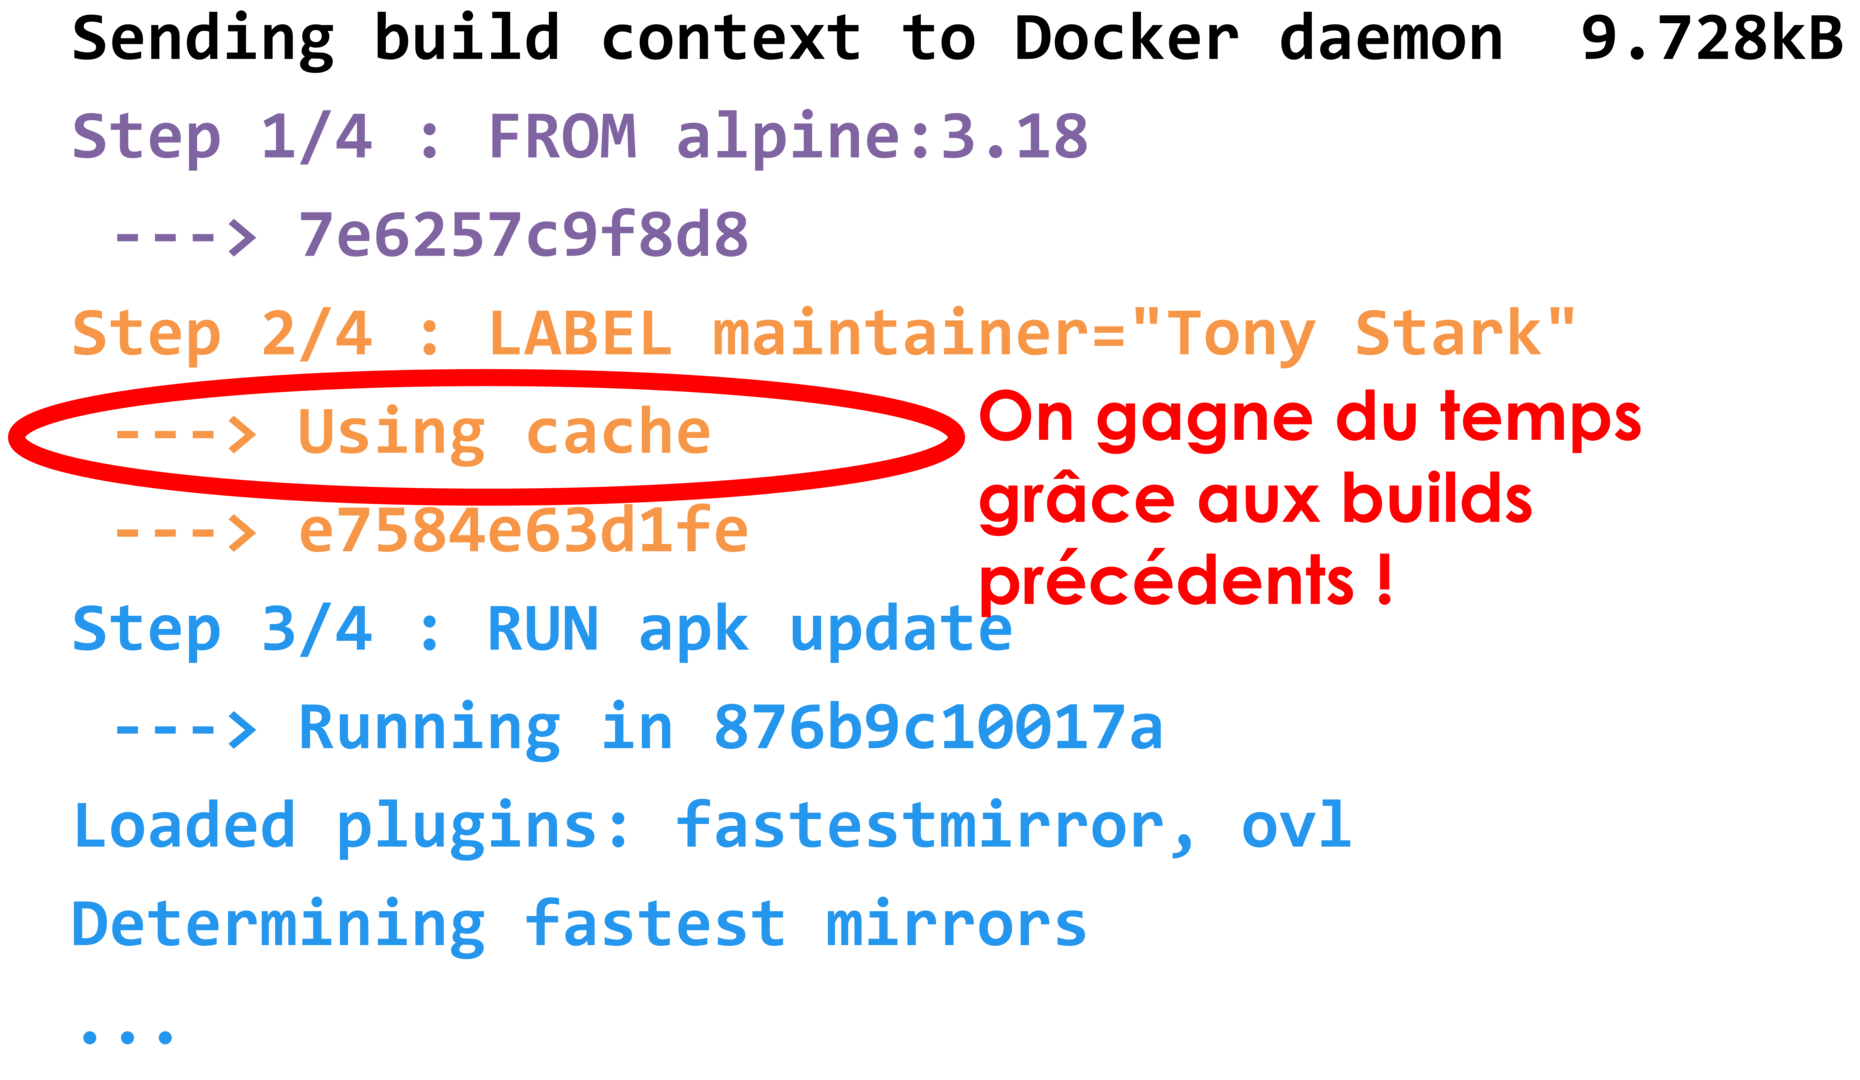 Sending build context to Docker daemon  9.728kB
Step 1/4 : FROM alpine:3.18
 ---> 7e6257c9f8d8
Step 2/4 : LABEL maintainer="Tony Stark"
 ---> Using cache
On gagne du temps
grâce aux builds
précédents !
 ---> e7584e63d1fe
Step 3/4 : RUN apk update
 ---> Running in 876b9c10017a
Loaded plugins: fastestmirror, ovl
Determining fastest mirrors
...